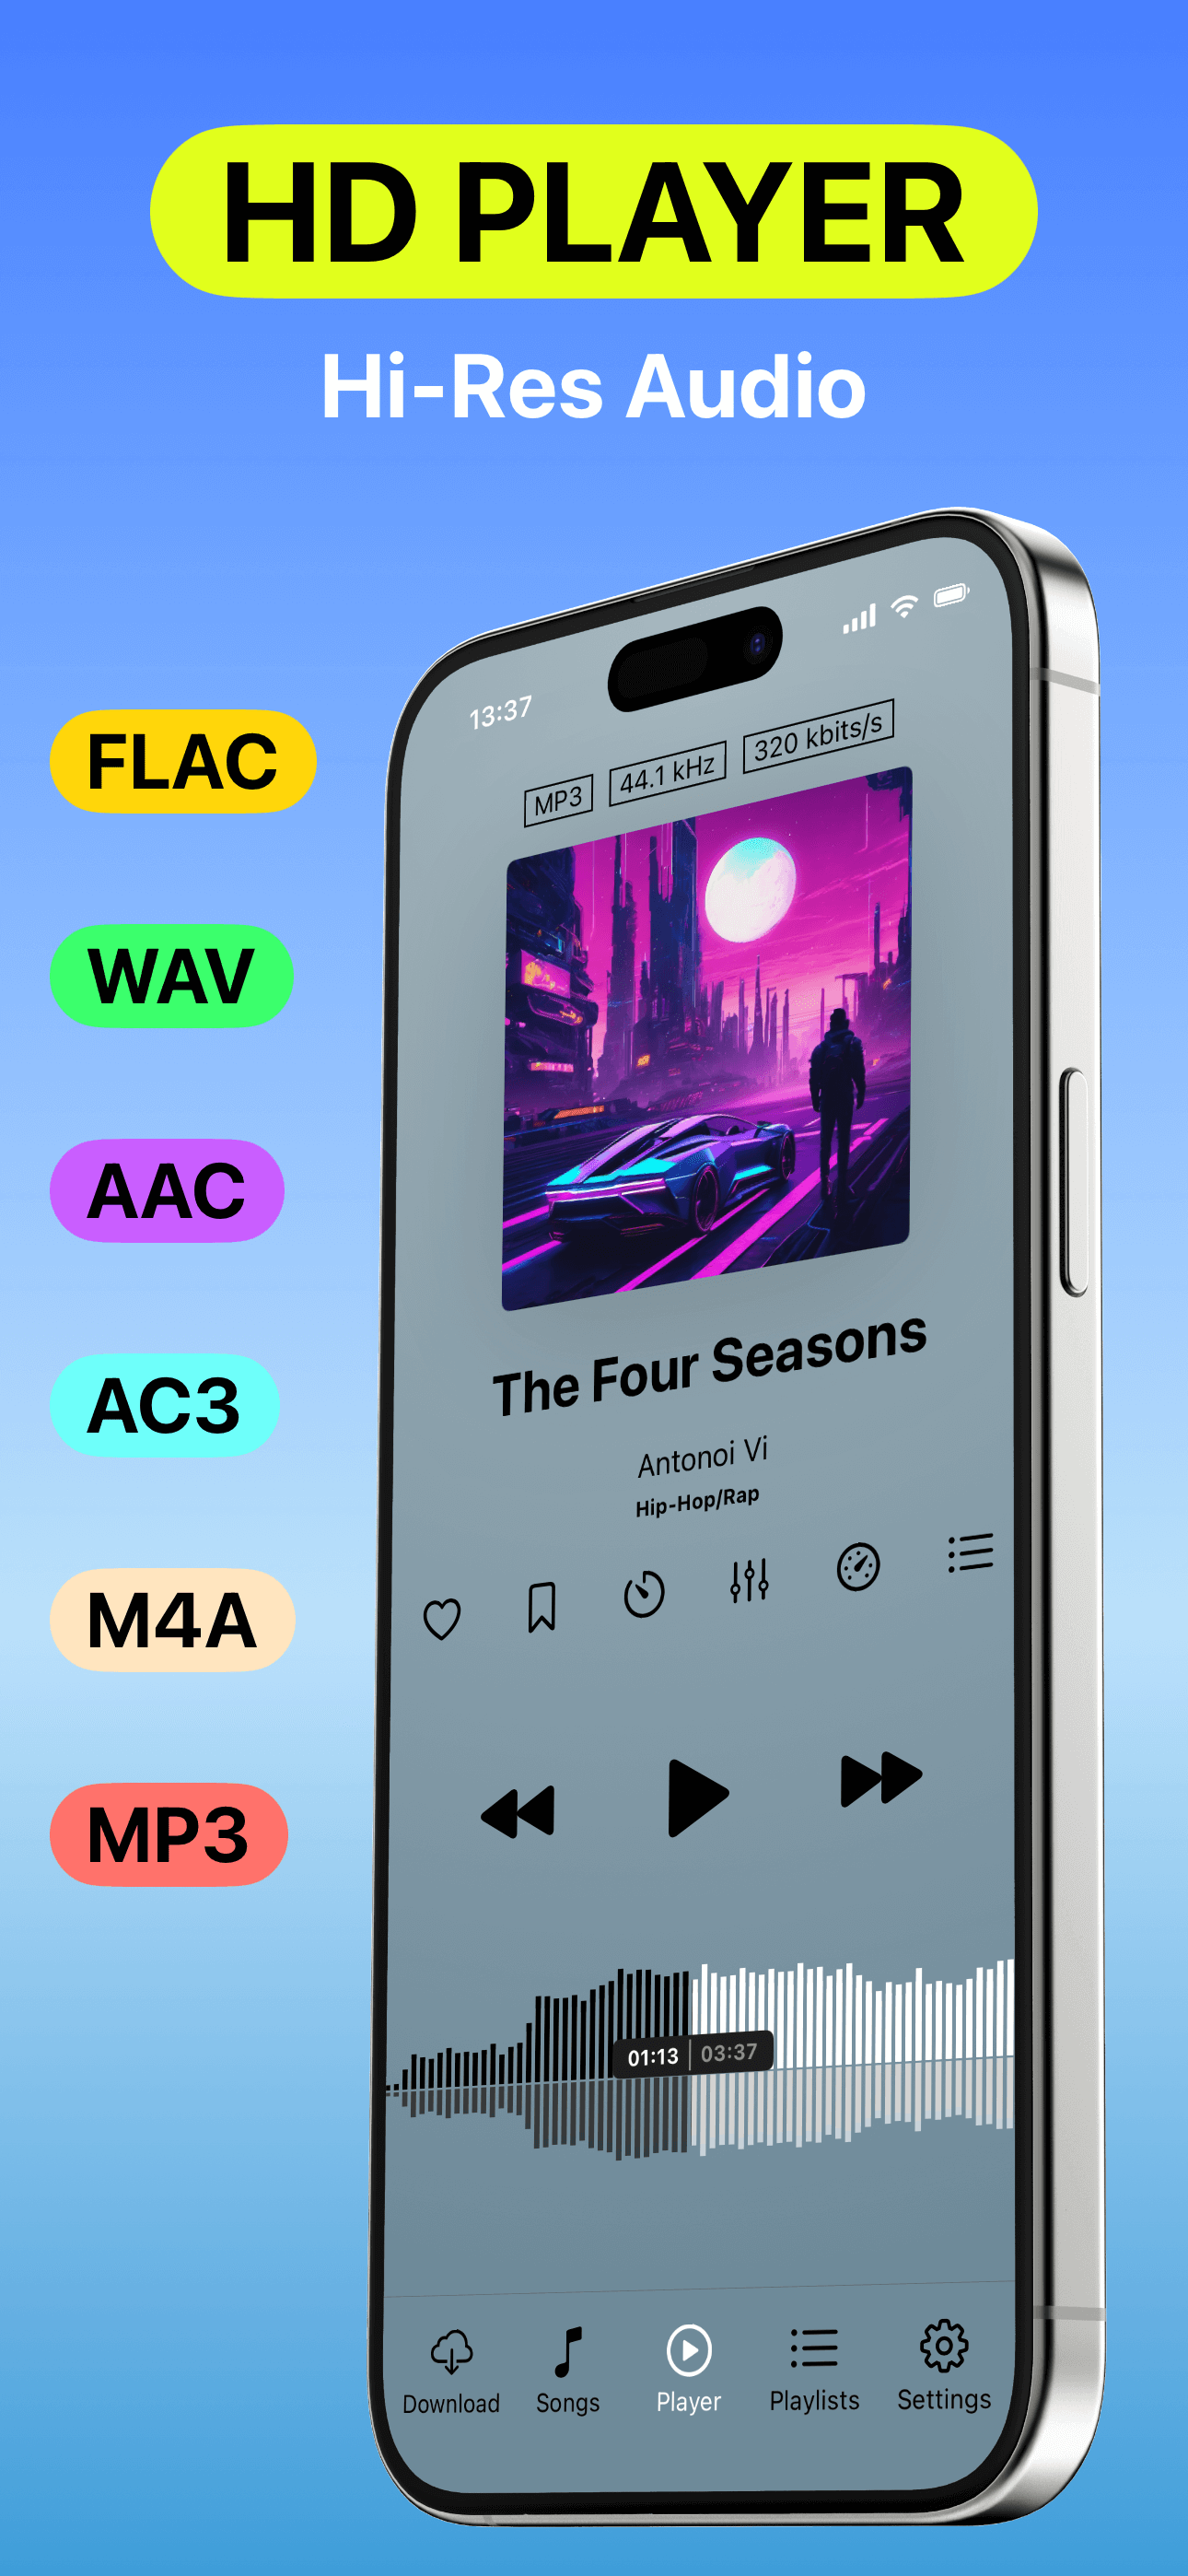 HD PLAYER
Hi-Res Audio
13:37
MP3 44.1 kHz 320 kbits/s
FLAC
WAV
AAC
AC3
M4A
MP3
The Four Seasons
Antonoi Vi
Hip-Hop/Rap
01:13 | 03:37
Download Songs Player Playlists Settings